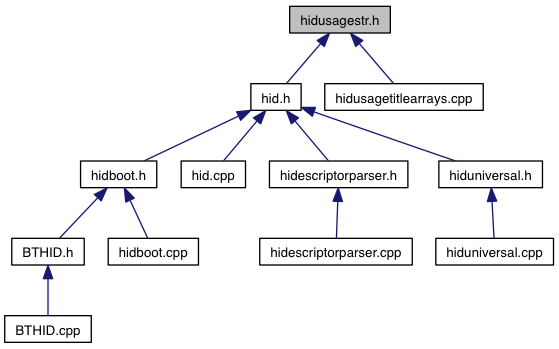 hidusagestr.h
hid.h
hidusagetitlearrays.cpp
hidboot.h
hid.cpp
hidescriptorparser.h
hiduniversal.h
BTHID.h
hidboot.cpp
hidescriptorparser.cpp
hiduniversal.cpp
BTHID.cpp